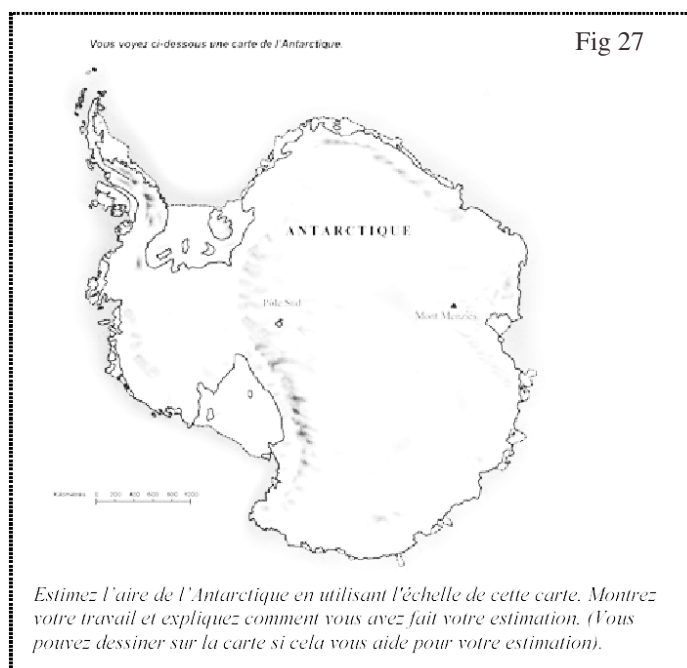 Fig 27
Vous voyez ci-dessous une carte de l'Antarctique.
ANTARCTIQUE
Pôle Sud
Mont Menzies
Kilomètres 0 200 400 600 800 1000
Estimez l'aire de l'Antarctique en utilisant l'échelle de cette carte. Montrez
votre travail et expliquez comment vous avez fait votre estimation. (Vous
pouvez dessiner sur la carte si cela vous aide pour votre estimation).